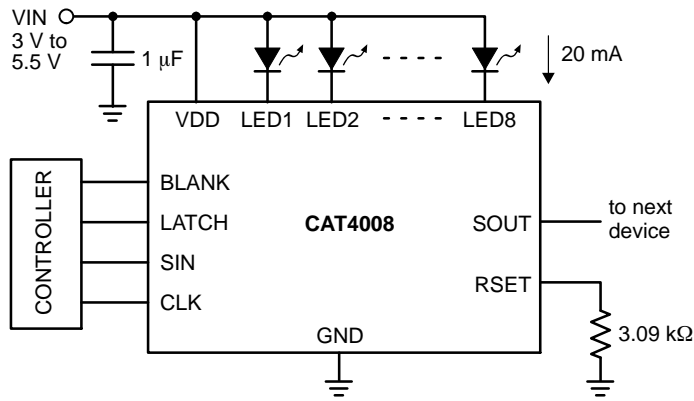 VIN
3 V to
5.5 V
1 μF
20 mA
VDD LED1 LED2 - - - - LED8
CONTROLLER
BLANK
LATCH
SIN
CLK
CAT4008
SOUT
RSET
GND
to next
device
3.09 kΩ